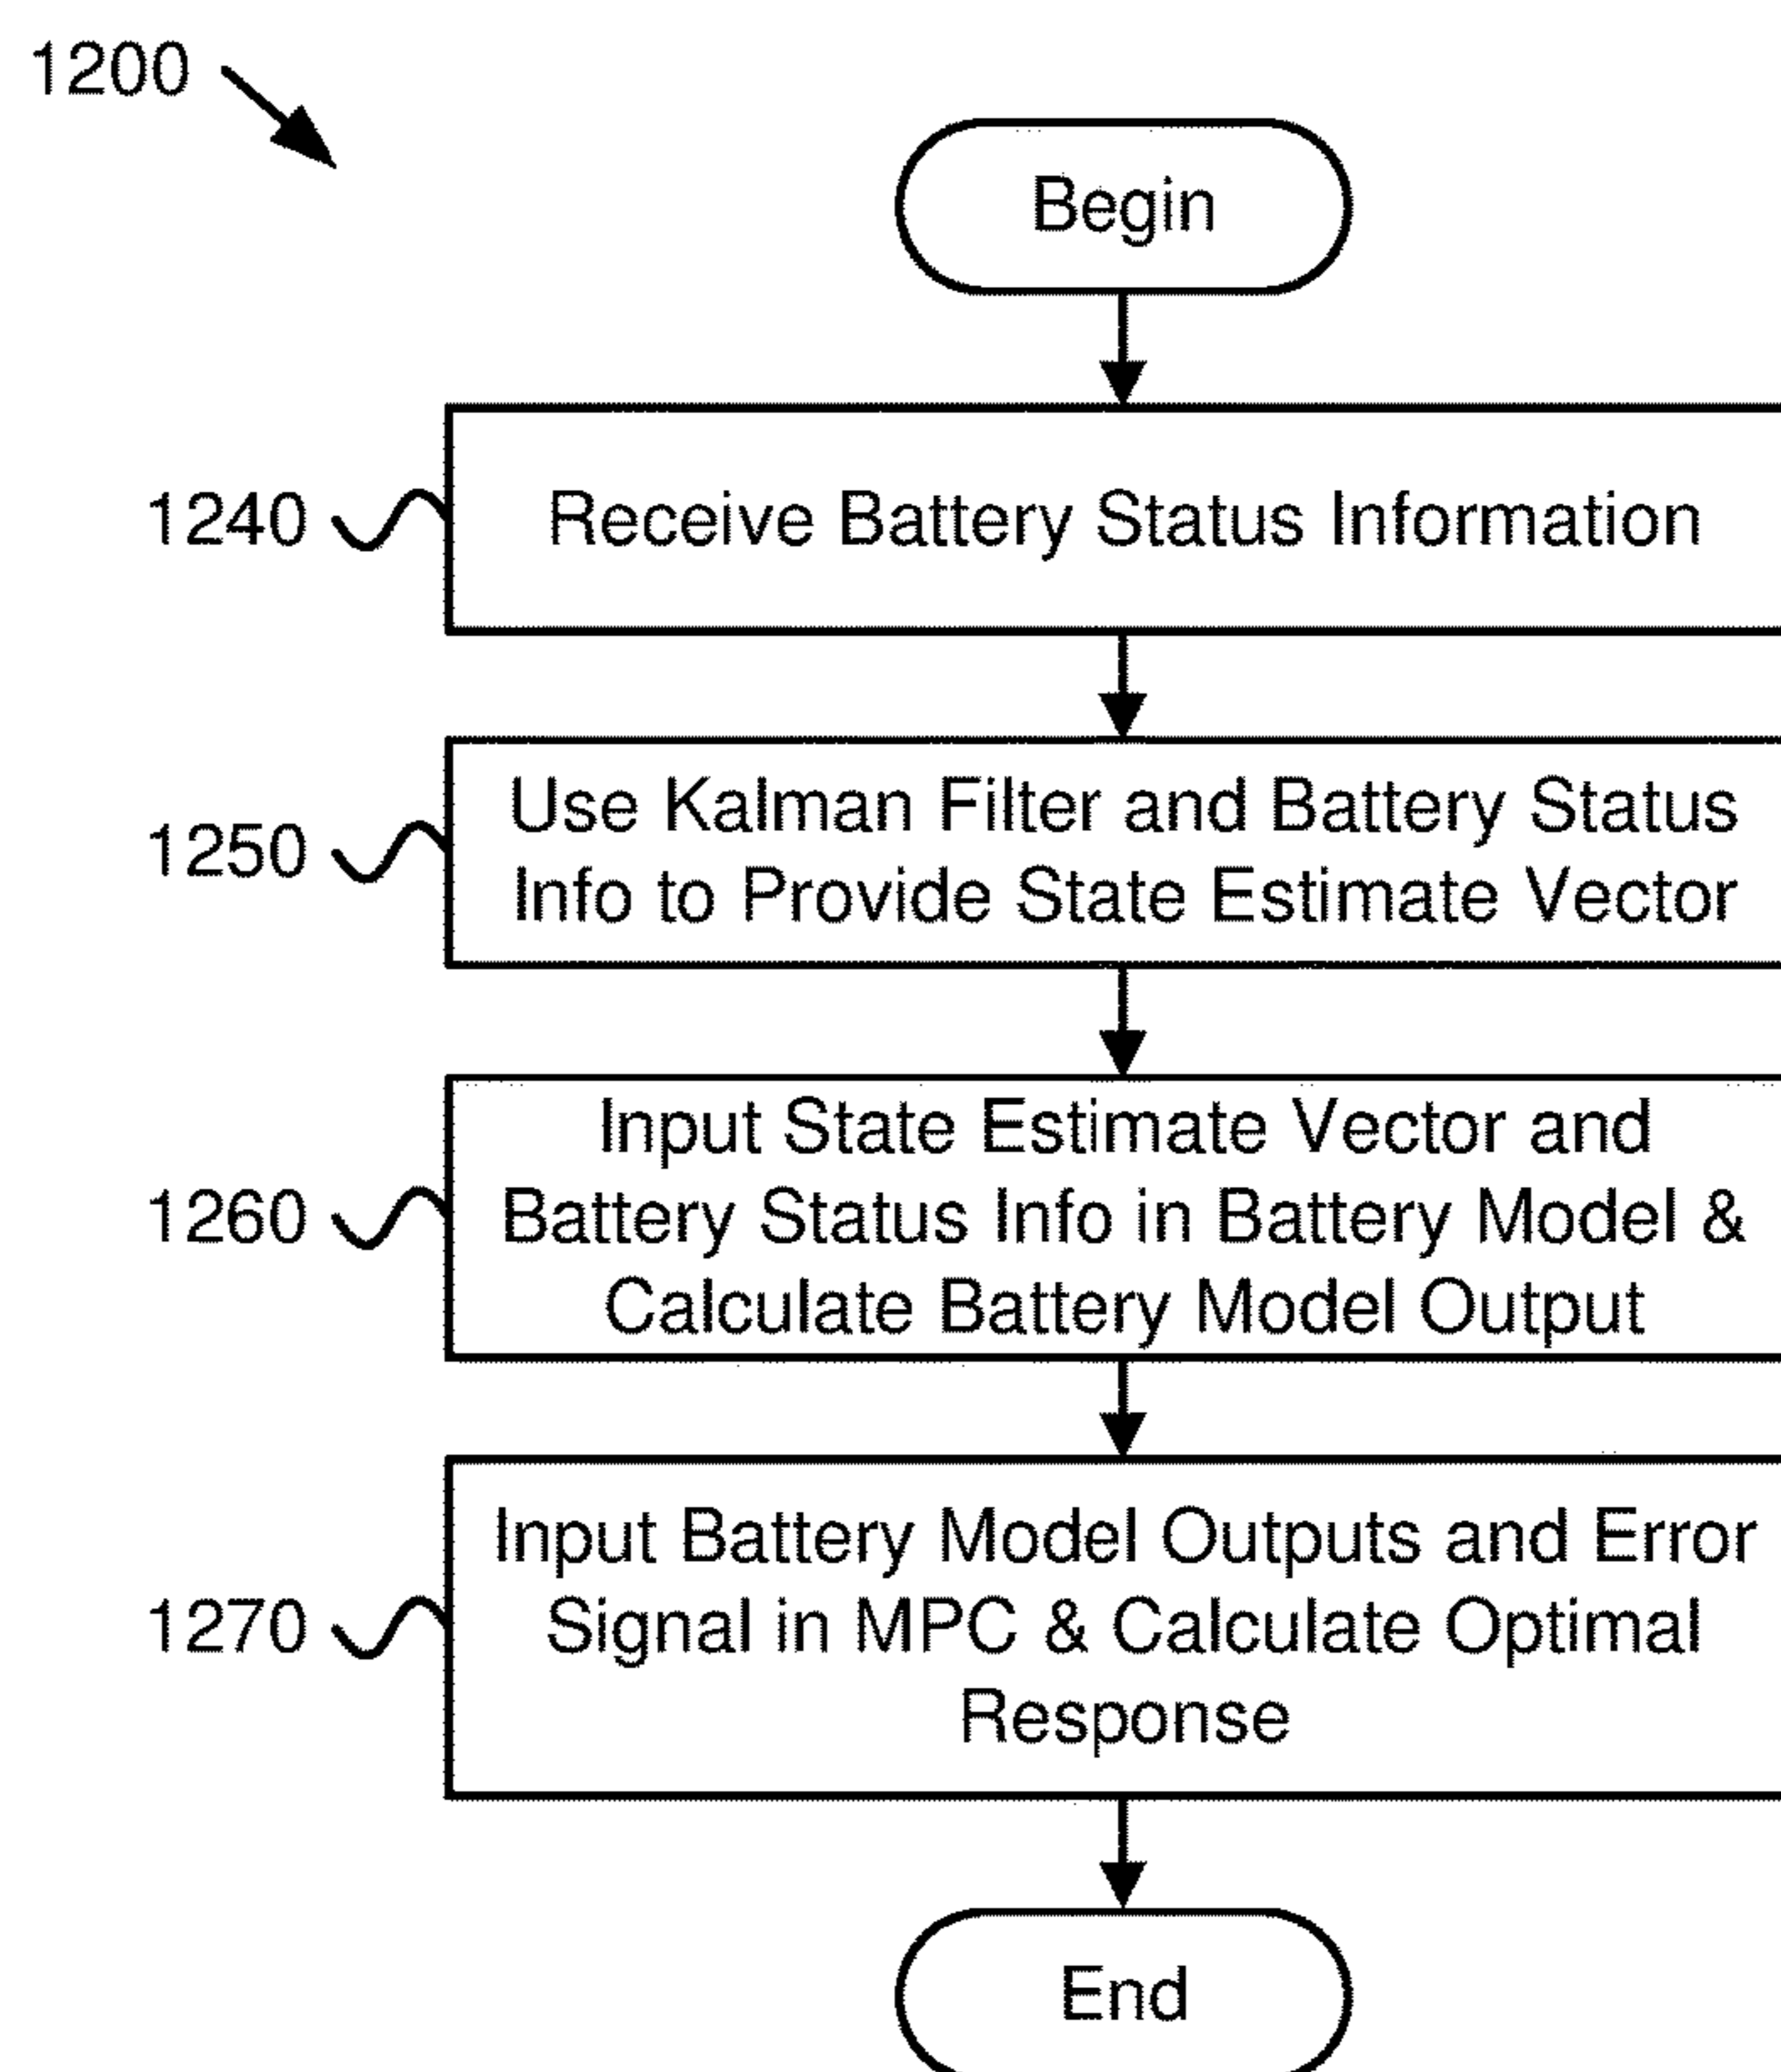 1200
Begin
1240
Receive Battery Status Information
1250
Use Kalman Filter and Battery Status
Info to Provide State Estimate Vector
1260
Input State Estimate Vector and
Battery Status Info in Battery Model &
Calculate Battery Model Output
1270
Input Battery Model Outputs and Error
Signal in MPC & Calculate Optimal
Response
End